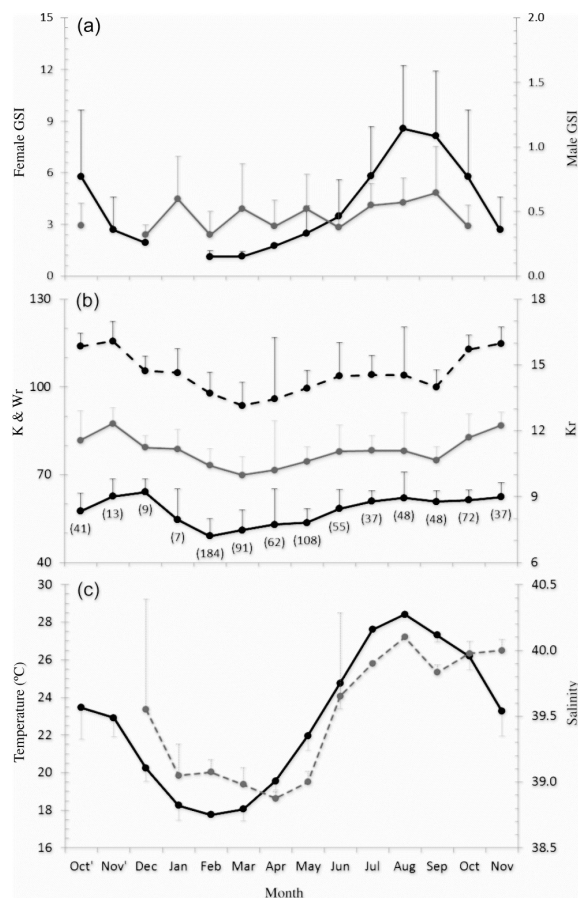 (a)
15
12
9
6
3
0
Female GSI
2.0
1.5
1.0
0.5
0.0
Male GSI
(b)
130
100
70
40
K & Wr
18
15
12
9
6
Kr
(41) (13) (9) (7) (184) (91) (62) (108) (55) (37) (48) (48) (72) (37)
(c)
30
28
26
24
22
20
18
16
Temperature (ºC)
40.5
40.0
39.5
39.0
38.5
Salinity
Oct' Nov' Dec Jan Feb Mar Apr May Jun Jul Aug Sep Oct Nov
Month